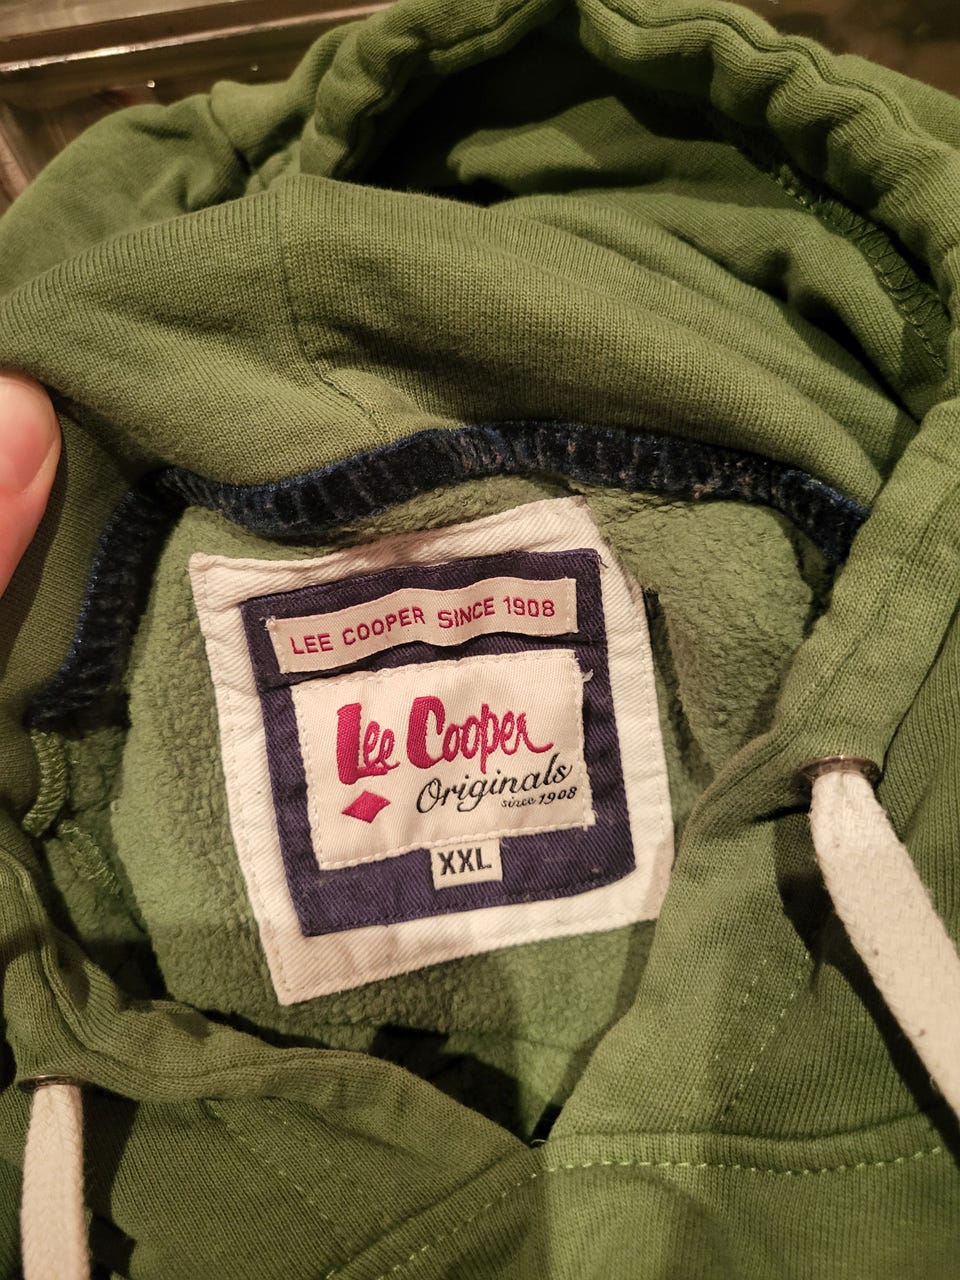 LEE COOPER SINCE 1908
Lee Cooper
Originals
since 1908
XXL